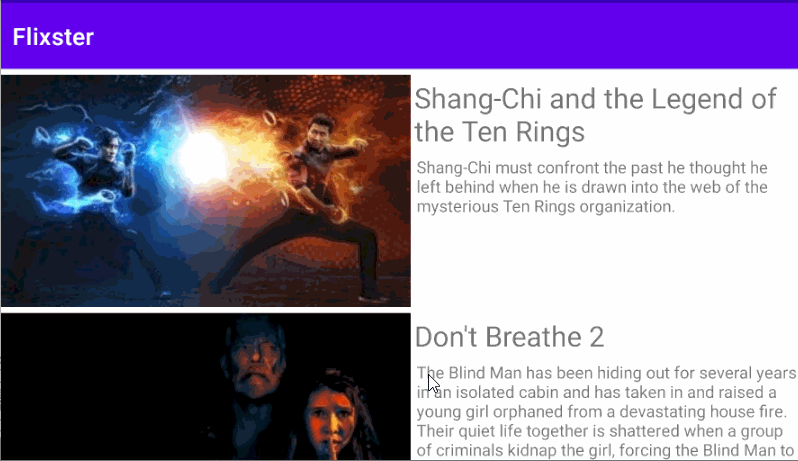 Flixster
Shang-Chi and the Legend of
the Ten Rings
Shang-Chi must confront the past he thought he
left behind when he is drawn into the web of the
mysterious Ten Rings organization.
Don't Breathe 2
The Blind Man has been hiding out for several years
in an isolated cabin and has taken in and raised a
young girl orphaned from a devastating house fire.
Their quiet life together is shattered when a group
of criminals kidnap the girl, forcing the Blind Man to